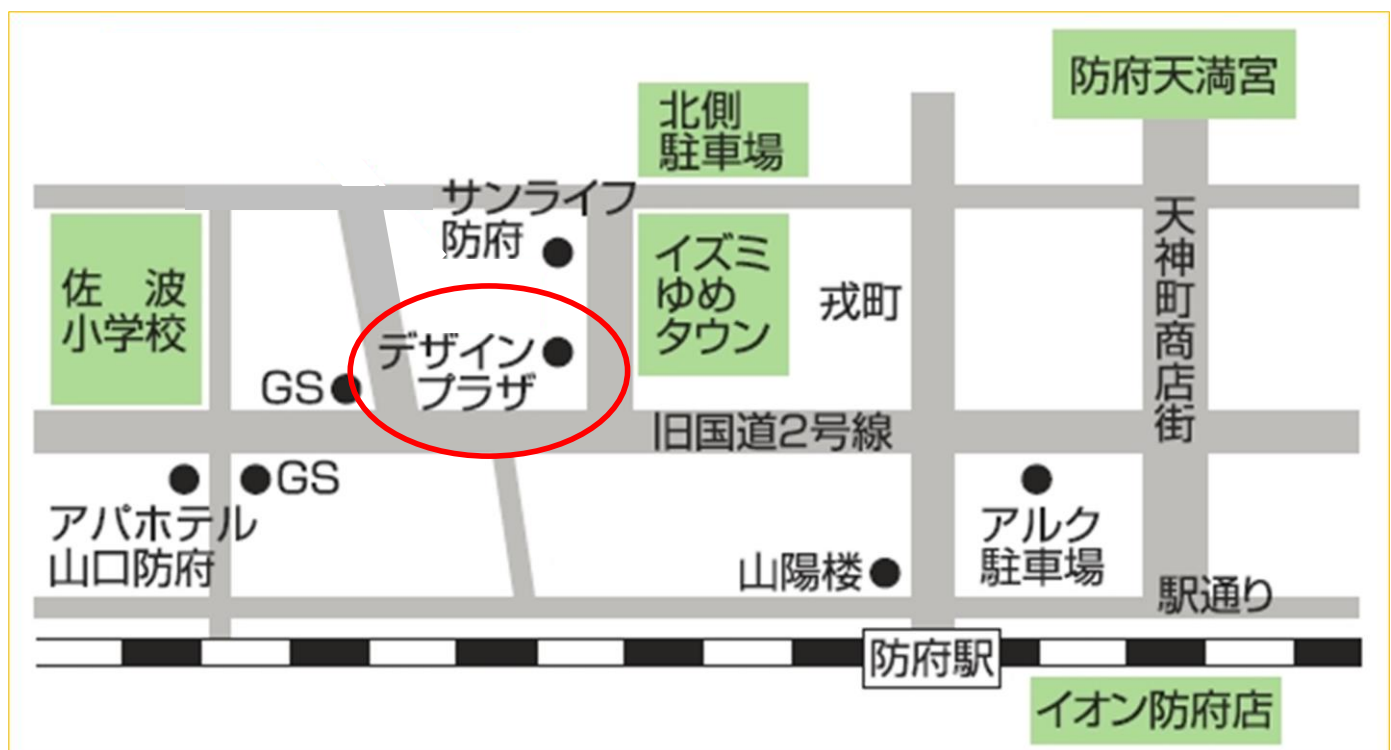 防府天満宮
北側
駐車場
サンライフ
防府
佐 波
小学校
イズミ
ゆめ
タウン
戎町
天神町商店街
デザイン
プラザ
GS
旧国道2号線
GS
アパホテル
山口防府
アルク
駐車場
山陽楼
駅通り
防府駅
イオン防府店